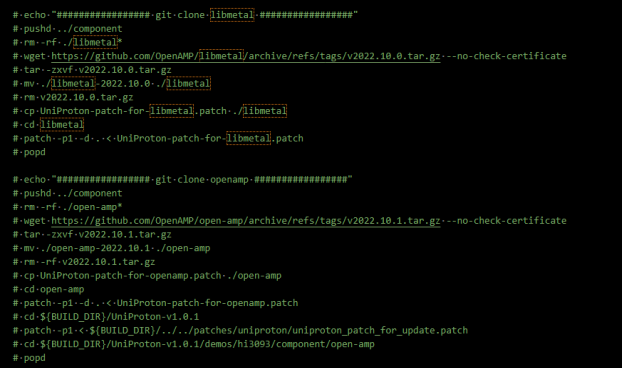 # echo "################# git clone libmetal #################"
# pushd ../component
# rm -rf ./libmetal*
# wget https://github.com/OpenAMP/libmetal/archive/refs/tags/v2022.10.0.tar.gz --no-check-certificate
# tar -zxvf v2022.10.0.tar.gz
# mv ./libmetal-2022.10.0 ./libmetal
# rm v2022.10.0.tar.gz
# cp UniProton-patch-for-libmetal.patch ./libmetal
# cd libmetal
# patch -p1 -d . < UniProton-patch-for-libmetal.patch
# popd

# echo "################# git clone openamp #################"
# pushd ../component
# rm -rf ./open-amp*
# wget https://github.com/OpenAMP/open-amp/archive/refs/tags/v2022.10.1.tar.gz --no-check-certificate
# tar -zxvf v2022.10.1.tar.gz
# mv ./open-amp-2022.10.1 ./open-amp
# rm -rf v2022.10.1.tar.gz
# cp UniProton-patch-for-openamp.patch ./open-amp
# cd open-amp
# patch -p1 -d . < UniProton-patch-for-openamp.patch
# cd ${BUILD_DIR}/UniProton-v1.0.1
# patch -p1 < ${BUILD_DIR}/../../patches/uniproton/uniproton_patch_for_update.patch
# cd ${BUILD_DIR}/UniProton-v1.0.1/demos/hi3093/component/open-amp
# popd